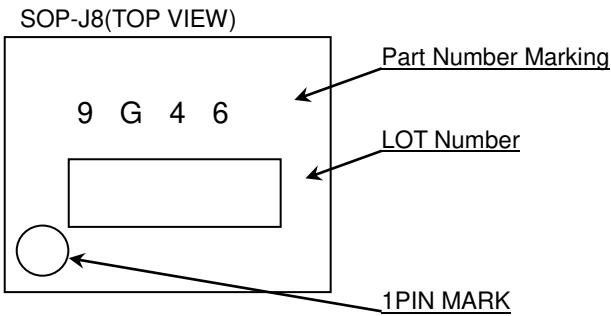 SOP-J8(TOP VIEW)
Part Number Marking
9 G 4 6
LOT Number
1PIN MARK